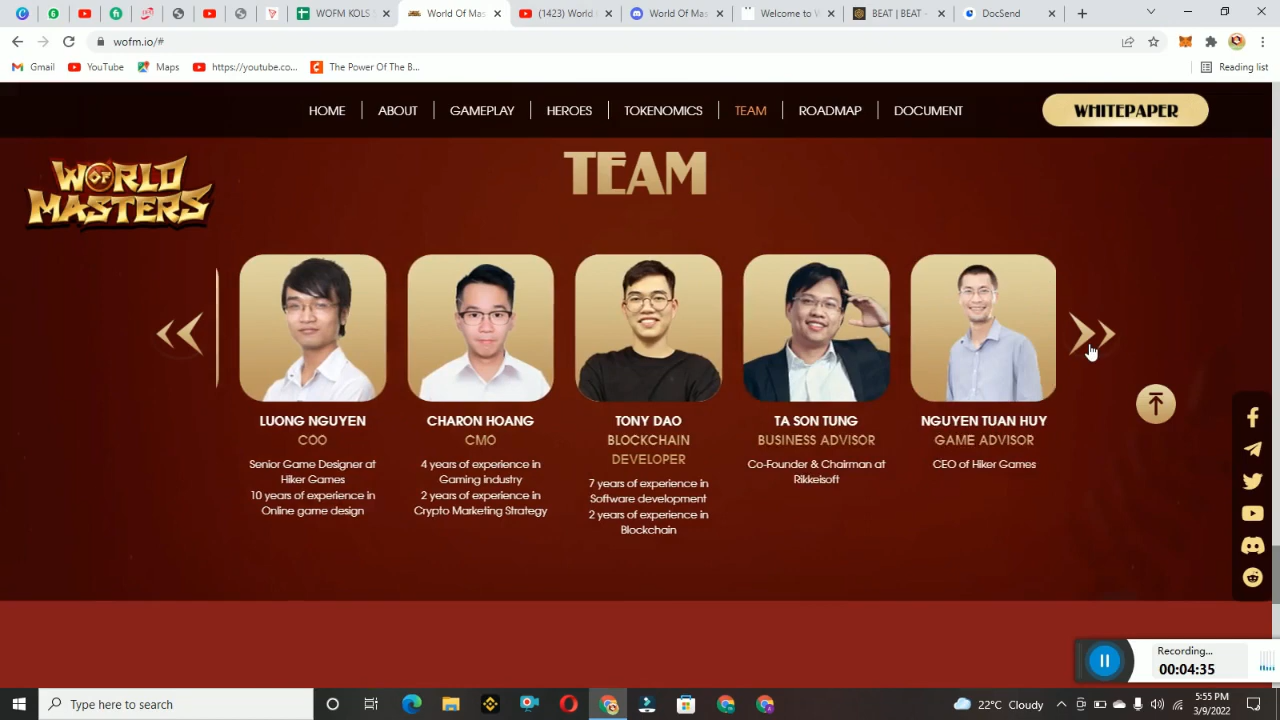 WOFM KOLS
World Of Mas
(1423) World
World Of Mas
Welcome to
BEAT | BEAT -
DocSend
wofm.io/#
Gmail
YouTube
Maps
https://youtube.co...
The Power Of The B...
Reading list
HOME
ABOUT
GAMEPLAY
HEROES
TOKENOMICS
TEAM
ROADMAP
DOCUMENT
WHITEPAPER
WORLD
OF
MASTERS
TEAM
LUONG NGUYEN
COO
Senior Game Designer at
Hiker Games
10 years of experience in
Online game design
CHARON HOANG
CMO
4 years of experience in
Gaming industry
2 years of experience in
Crypto Marketing Strategy
TONY DAO
BLOCKCHAIN
DEVELOPER
7 years of experience in
Software development
2 years of experience in
Blockchain
TA SON TUNG
BUSINESS ADVISOR
Co-Founder & Chairman at
Rikkeisoft
NGUYEN TUAN HUY
GAME ADVISOR
CEO of Hiker Games
Recording...
00:04:35
Type here to search
22°C Cloudy
5:55 PM
3/9/2022